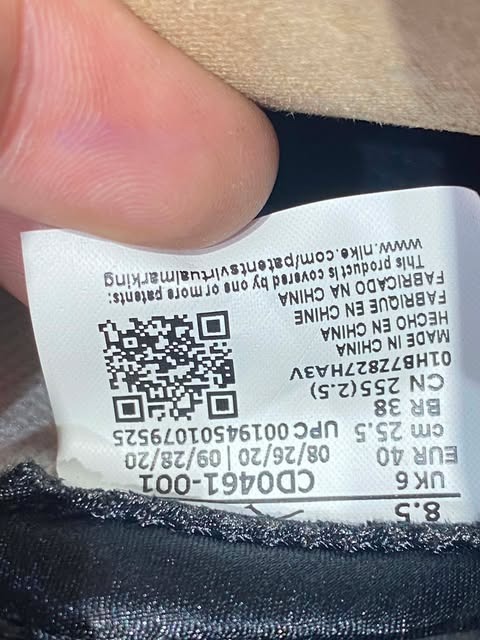 8.5
UK 6 CD0461-001
EUR 40 08/26/20 | 09/28/20
cm 25.5 UPC 00194501079525
BR 38
CN 255(2.5)
01HB7Z827HA3V
MADE IN CHINA
HECHO EN CHINA
FABRIQUE EN CHINE
FABRICADO NA CHINA
This product is covered by one or more patents:
www.nike.com/patentsvirtualmarking